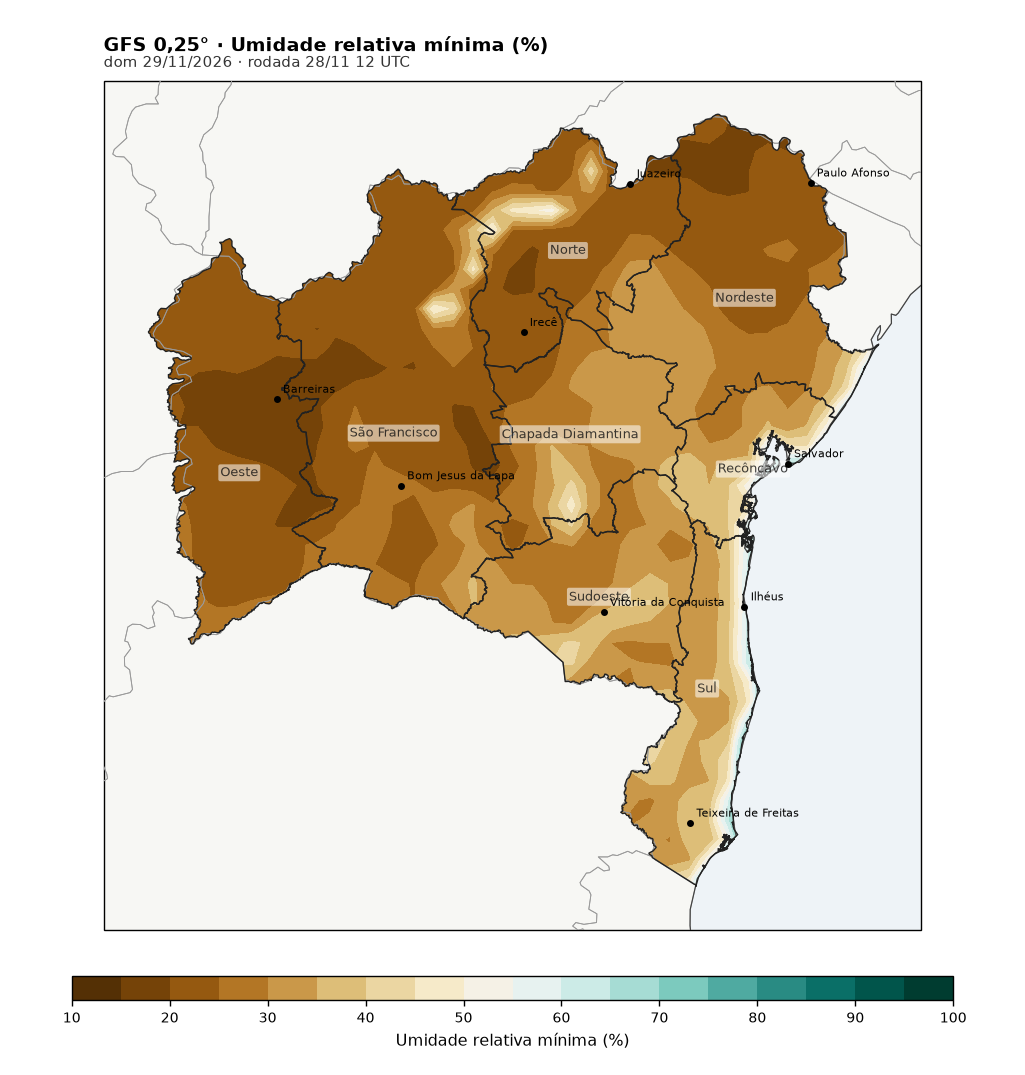 GFS 0,25° · Umidade relativa mínima (%)
dom 29/11/2026 · rodada 28/11 12 UTC
Juazeiro
Paulo Afonso
Norte
Nordeste
Irecê
Barreiras
São Francisco
Chapada Diamantina
Salvador
Oeste
Recôncavo
Bom Jesus da Lapa
Sudoeste
Vitória da Conquista
Ilhéus
Sul
Teixeira de Freitas
10 20 30 40 50 60 70 80 90 100
Umidade relativa mínima (%)